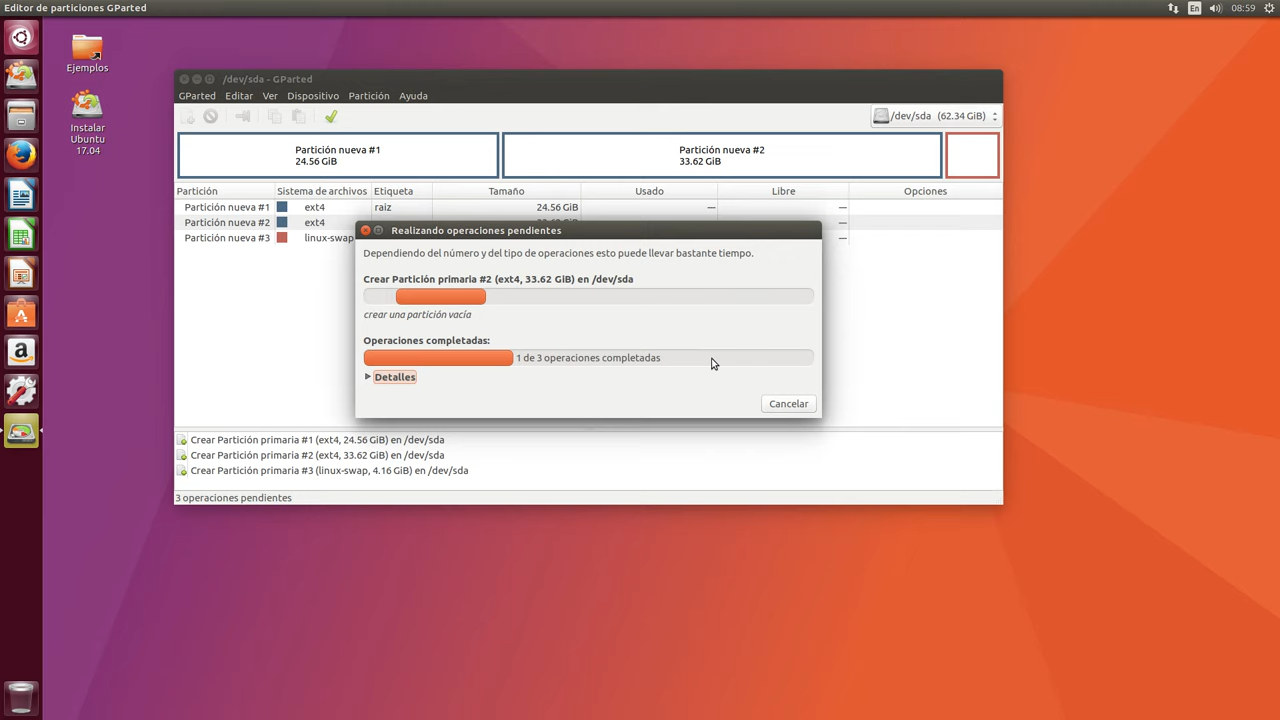 Editor de particiones GParted
En
08:59
Ejemplos
Instalar
Ubuntu
17.04
/dev/sda - GParted
GParted Editar Ver Dispositivo Partición Ayuda
/dev/sda (62.34 GiB)
Partición nueva #1
24.56 GiB
Partición nueva #2
33.62 GiB
Partición Sistema de archivos Etiqueta Tamaño Usado Libre Opciones
Partición nueva #1 ext4 raiz 24.56 GiB — —
Partición nueva #2 ext4
Partición nueva #3 linux-swap —
Realizando operaciones pendientes
Dependiendo del número y del tipo de operaciones esto puede llevar bastante tiempo.
Crear Partición primaria #2 (ext4, 33.62 GiB) en /dev/sda
crear una partición vacía
Operaciones completadas:
1 de 3 operaciones completadas
Detalles
Cancelar
Crear Partición primaria #1 (ext4, 24.56 GiB) en /dev/sda
Crear Partición primaria #2 (ext4, 33.62 GiB) en /dev/sda
Crear Partición primaria #3 (linux-swap, 4.16 GiB) en /dev/sda
3 operaciones pendientes